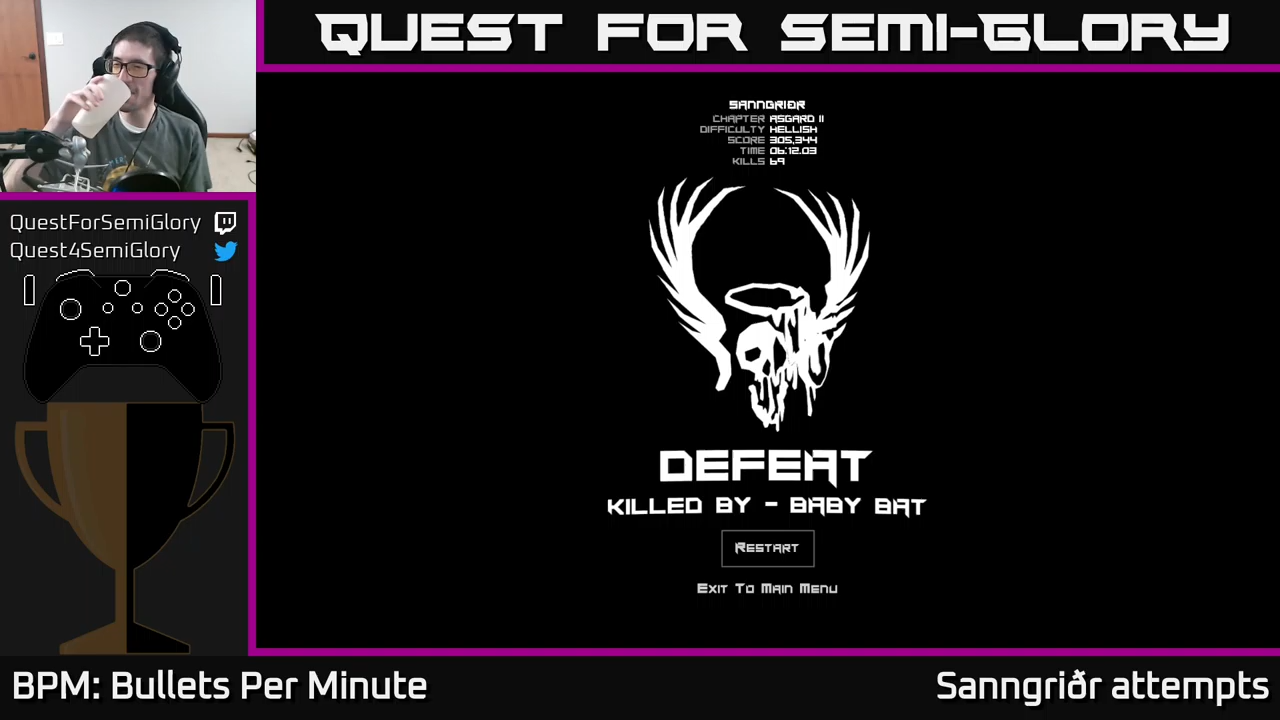 QUEST FOR SEMI-GLORY
SANNGRIÐR
CHAPTER ASGARD II
DIFFICULTY HELLISH
SCORE 305,344
TIME 06:12.03
KILLS 69
QuestForSemiGlory
Quest4SemiGlory
DEFEAT
KILLED BY - BABY BAT
RESTART
EXIT TO MAIN MENU
BPM: Bullets Per Minute
Sanngriðr attempts